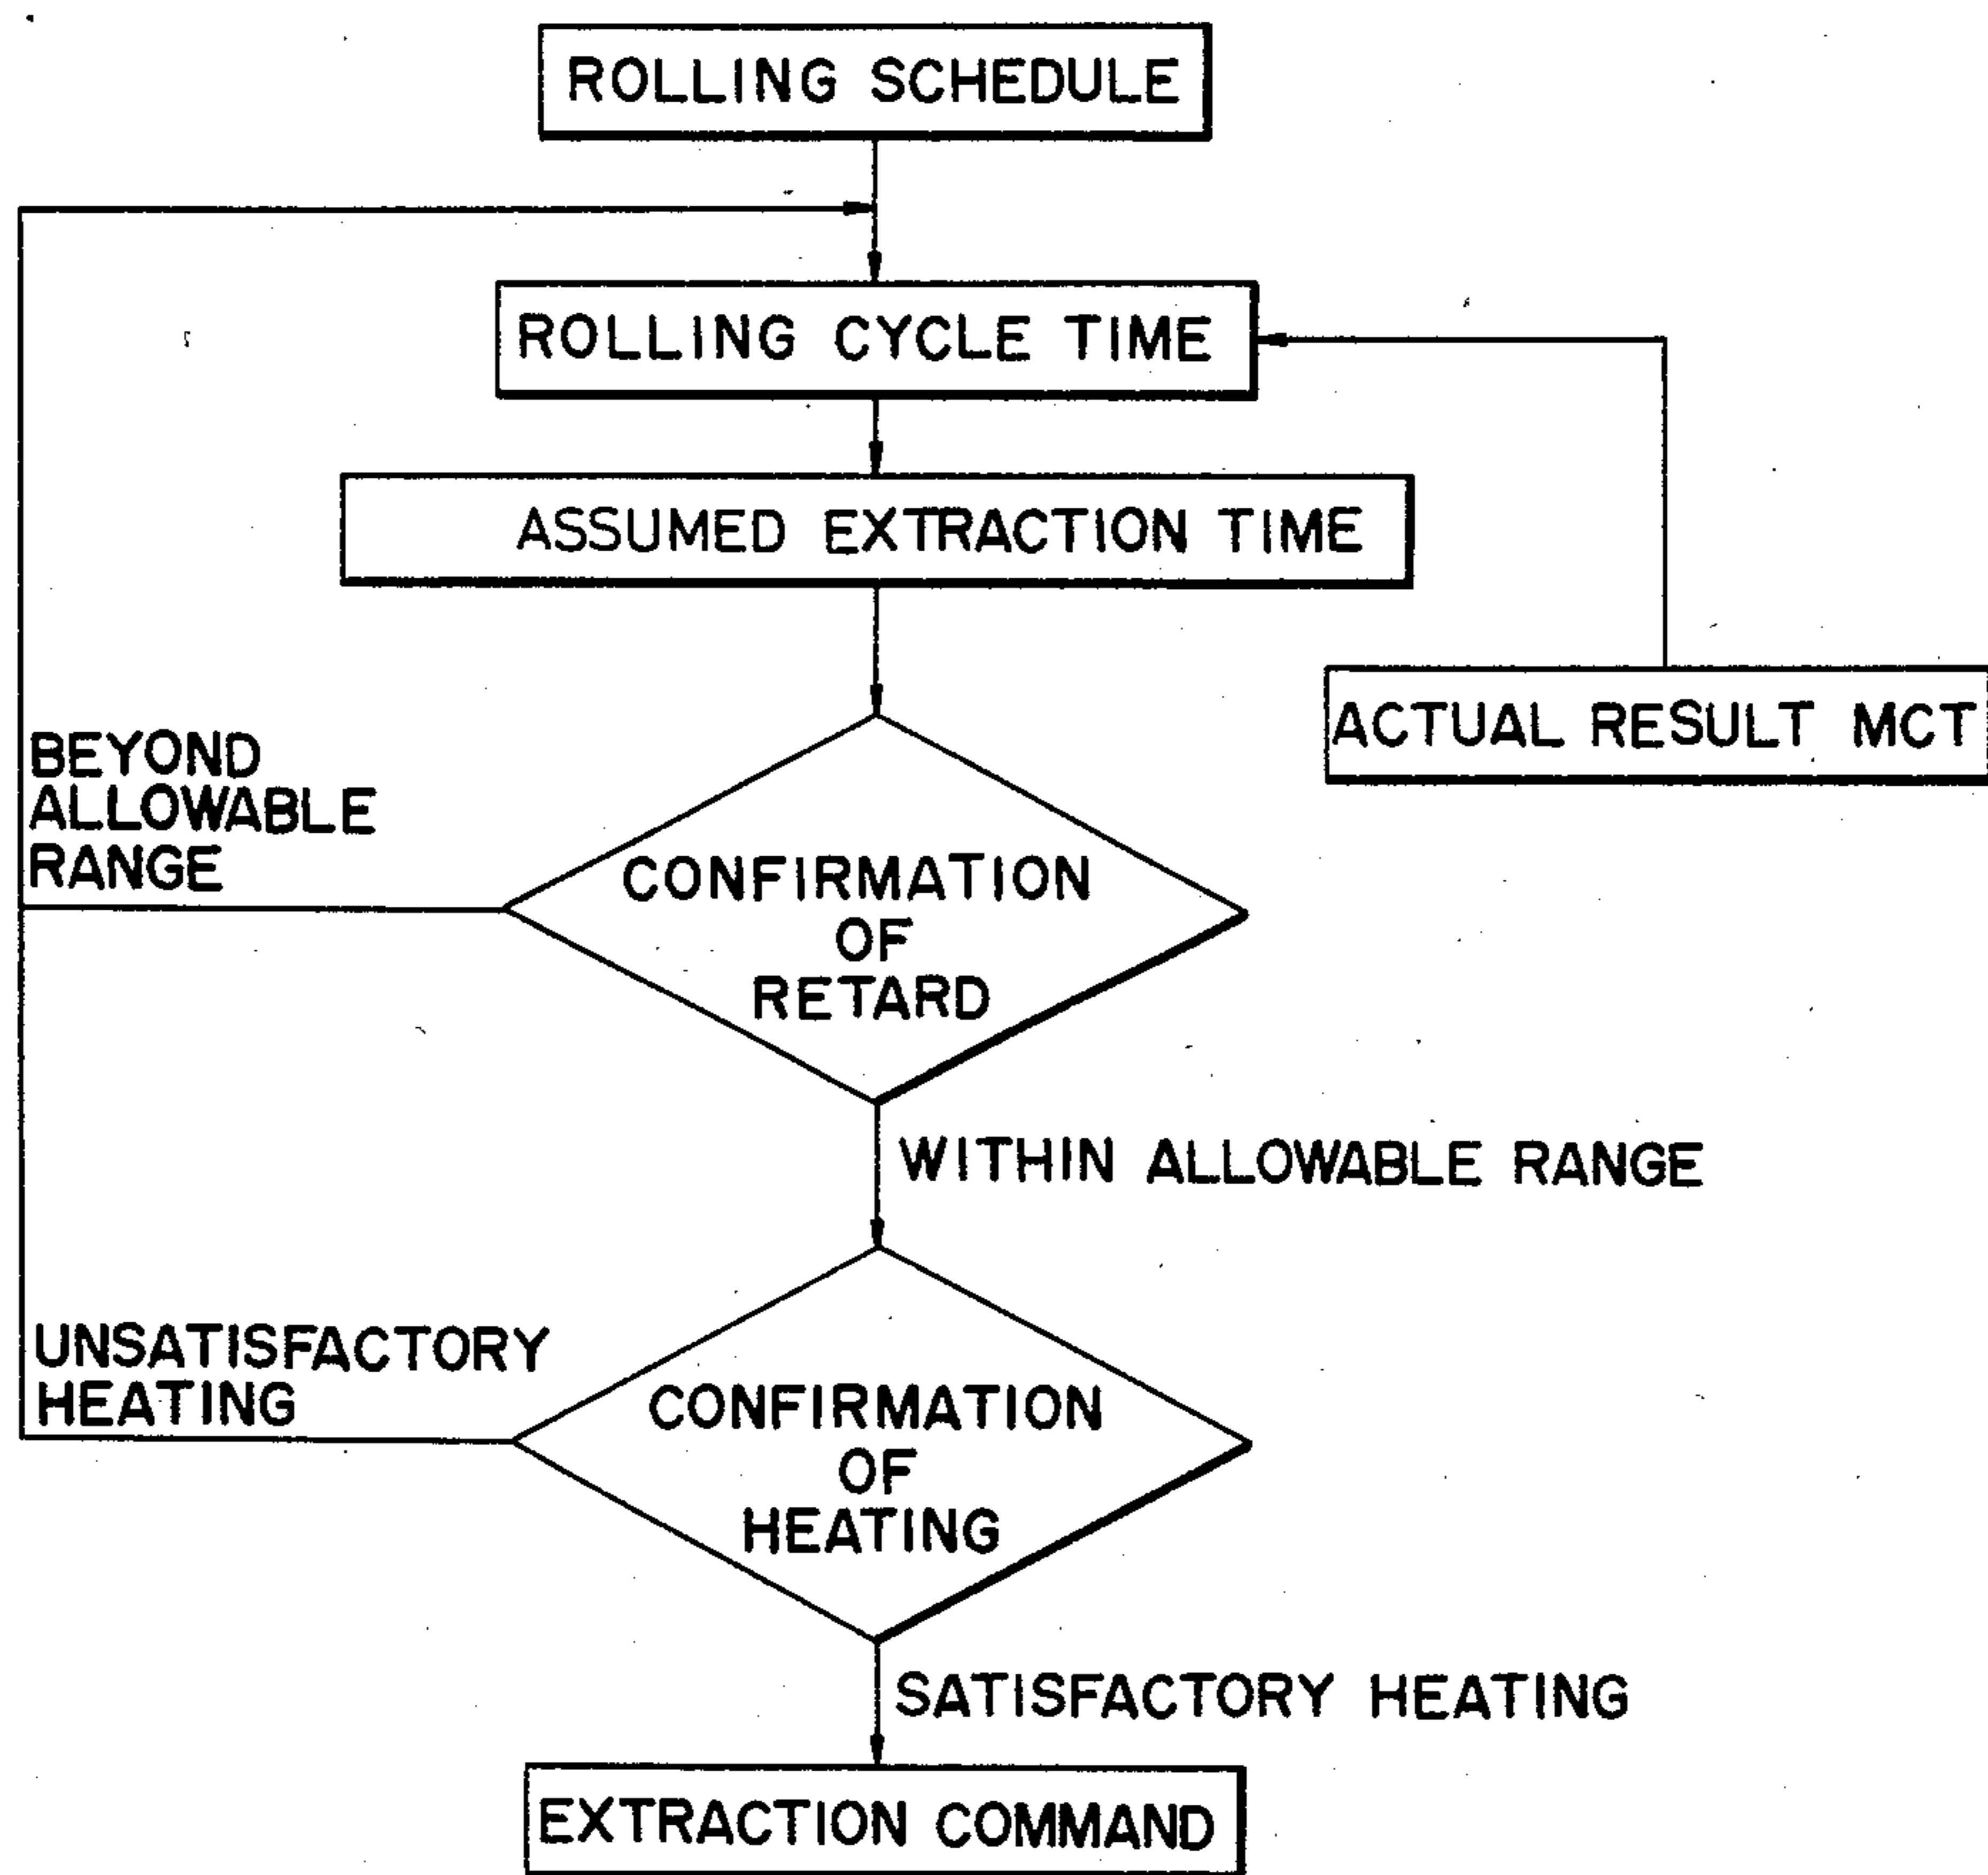 ROLLING SCHEDULE
ROLLING CYCLE TIME
ASSUMED EXTRACTION TIME
ACTUAL RESULT MCT
BEYOND
ALLOWABLE
RANGE
CONFIRMATION
OF
RETARD
WITHIN ALLOWABLE RANGE
UNSATISFACTORY
HEATING
CONFIRMATION
OF
HEATING
SATISFACTORY HEATING
EXTRACTION COMMAND